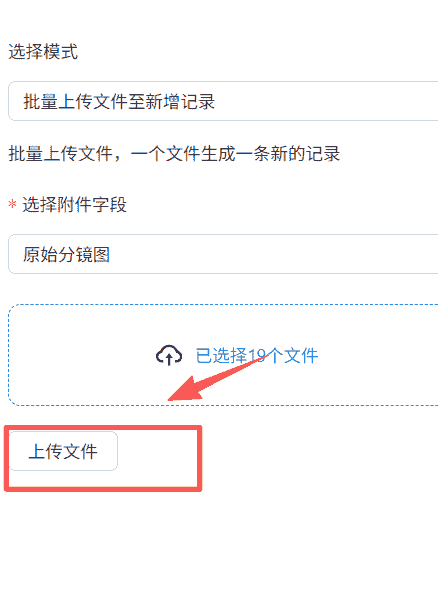 选择模式
批量上传文件至新增记录
批量上传文件，一个文件生成一条新的记录
* 选择附件字段
原始分镜图
已选择19个文件
上传文件